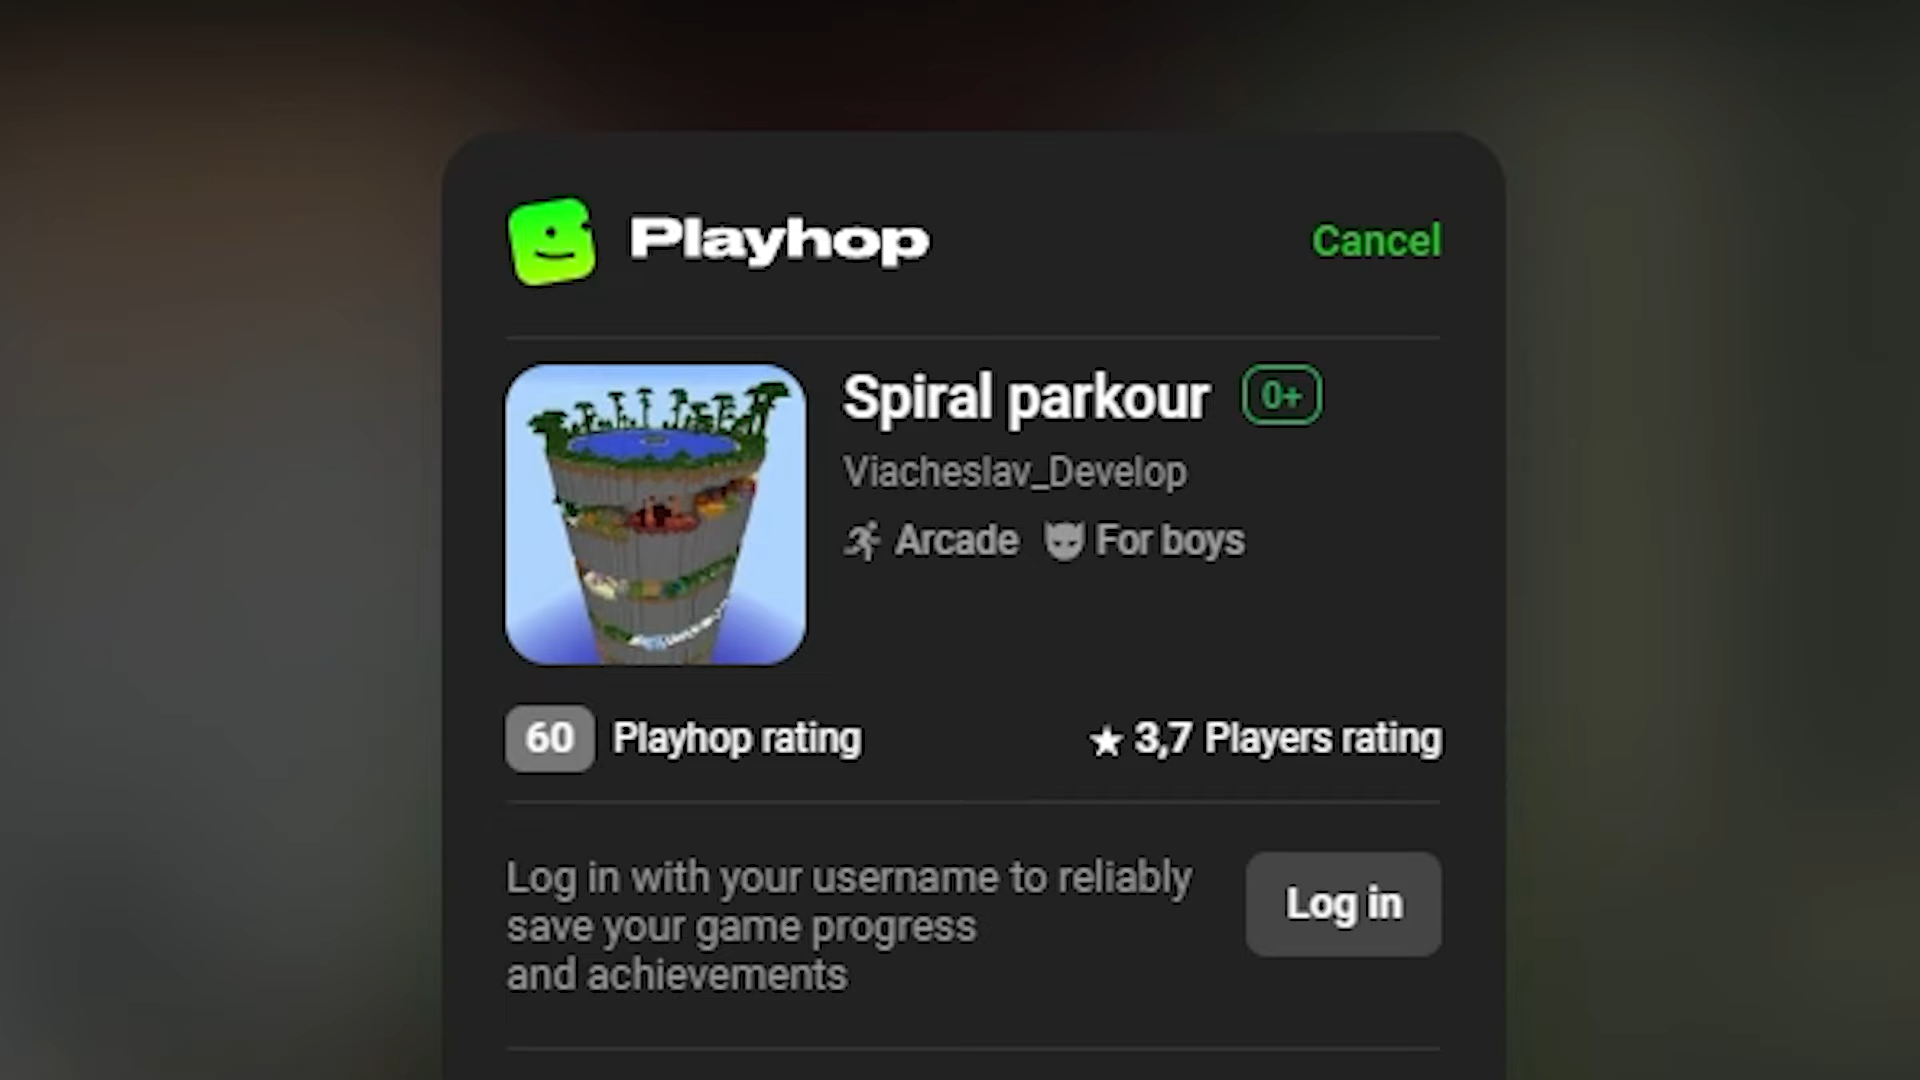 Playhop
Cancel
Spiral parkour 0+
Viacheslav_Develop
Arcade For boys
60 Playhop rating
3,7 Players rating
Log in with your username to reliably
save your game progress
and achievements
Log in